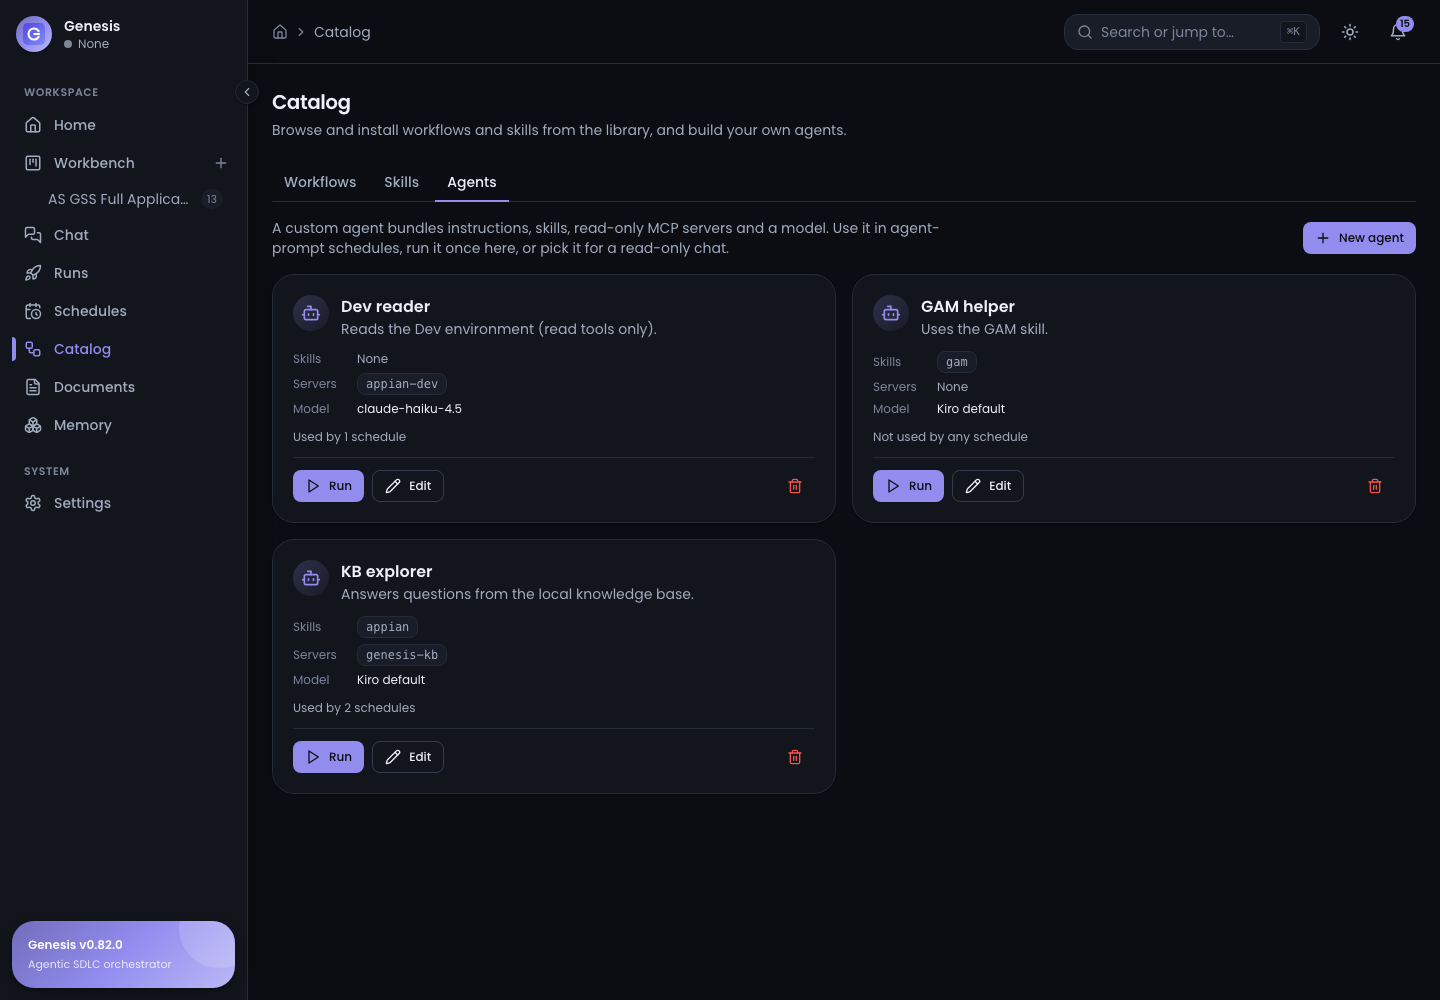 Genesis
None
WORKSPACE
Home
Workbench
AS GSS Full Applica...
13
Chat
Runs
Schedules
Catalog
Documents
Memory
SYSTEM
Settings
Genesis v0.82.0
Agentic SDLC orchestrator
Catalog
Search or jump to...
⌘K
15
Catalog
Browse and install workflows and skills from the library, and build your own agents.
Workflows
Skills
Agents
A custom agent bundles instructions, skills, read-only MCP servers and a model. Use it in agent-
prompt schedules, run it once here, or pick it for a read-only chat.
New agent
Dev reader
Reads the Dev environment (read tools only).
Skills None
Servers appian-dev
Model claude-haiku-4.5
Used by 1 schedule
Run
Edit
GAM helper
Uses the GAM skill.
Skills gam
Servers None
Model Kiro default
Not used by any schedule
Run
Edit
KB explorer
Answers questions from the local knowledge base.
Skills appian
Servers genesis-kb
Model Kiro default
Used by 2 schedules
Run
Edit